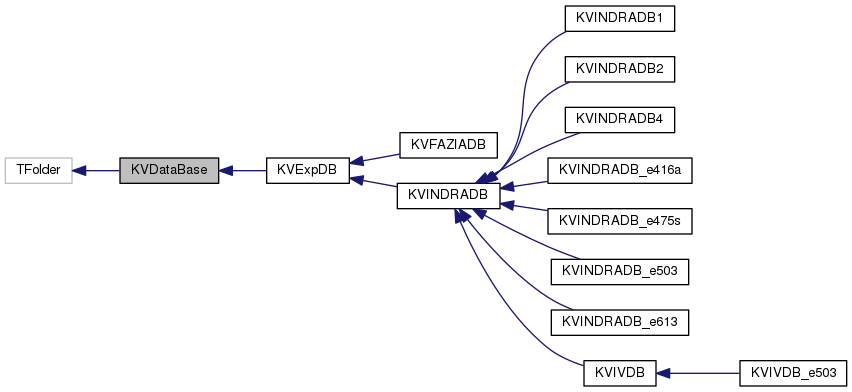 KVINDRADB1
KVINDRADB2
KVINDRADB4
KVFAZIADB
TFolder
KVDataBase
KVExpDB
KVINDRADB_e416a
KVINDRADB
KVINDRADB_e475s
KVINDRADB_e503
KVINDRADB_e613
KVIVDB
KVIVDB_e503